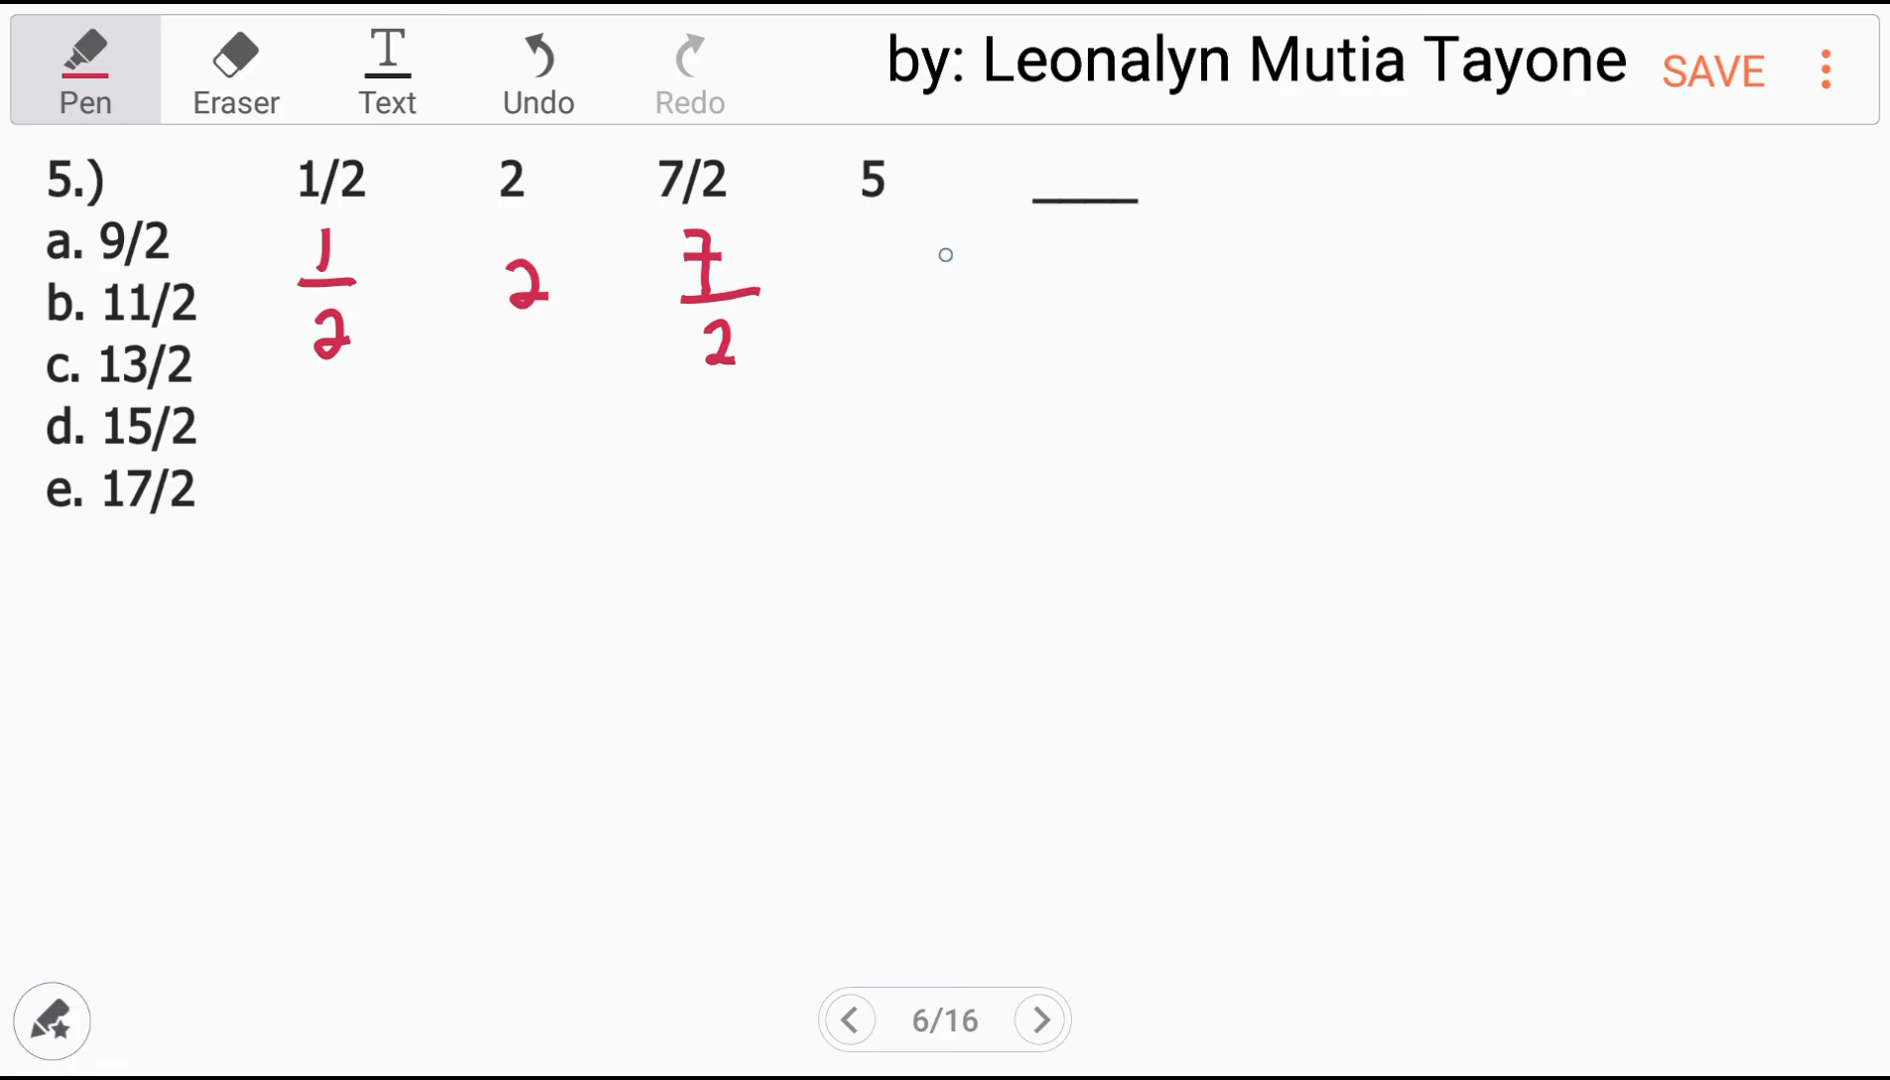 by: Leonalyn Mutia Tayone SAVE
Pen Eraser Text Undo Redo
5.) 1/2 2 7/2 5 ____
a. 9/2
b. 11/2
c. 13/2
d. 15/2
e. 17/2
1/2 2 7/2
6/16